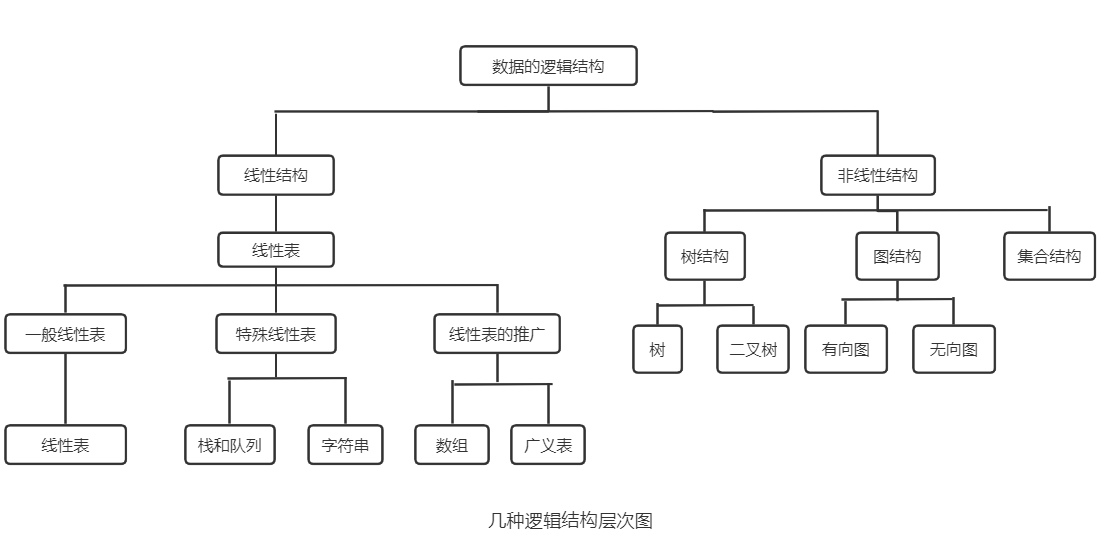 数据的逻辑结构
线性结构
非线性结构
线性表
树结构
图结构
集合结构
一般线性表
特殊线性表
线性表的推广
树
二叉树
有向图
无向图
线性表
栈和队列
字符串
数组
广义表
几种逻辑结构层次图